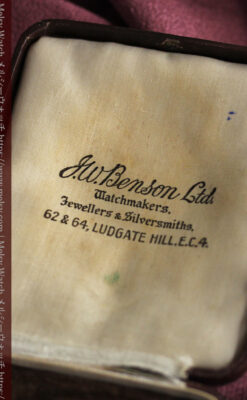 J.W. Benson Ltd.
Watchmakers,
Jewellers & Silversmiths,
62 & 64, LUDGATE HILL. E.C.4.